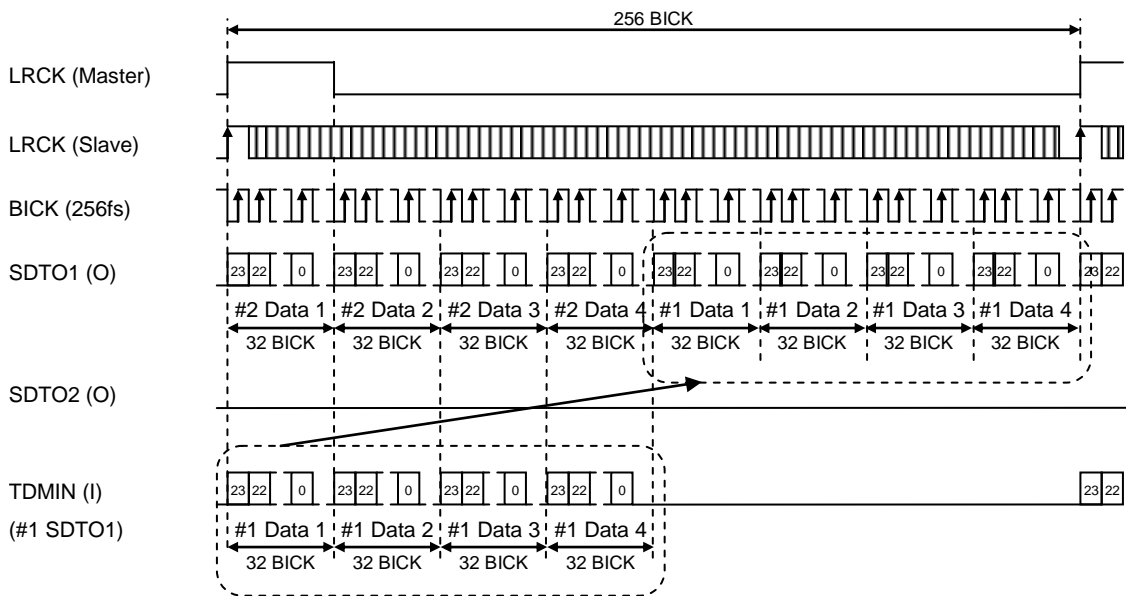 256 BICK
LRCK (Master)
LRCK (Slave)
BICK (256fs)
SDTO1 (O) 23 22 0 23 22 0 23 22 0 23 22 0 23 22 0 23 22 0 23 22 0 23 22 0 23 22
#2 Data 1 #2 Data 2 #2 Data 3 #2 Data 4 #1 Data 1 #1 Data 2 #1 Data 3 #1 Data 4
32 BICK 32 BICK 32 BICK 32 BICK 32 BICK 32 BICK 32 BICK 32 BICK
SDTO2 (O)
TDMIN (I) 23 22 0 23 22 0 23 22 0 23 22 0 23 22
(#1 SDTO1) #1 Data 1 #1 Data 2 #1 Data 3 #1 Data 4
32 BICK 32 BICK 32 BICK 32 BICK